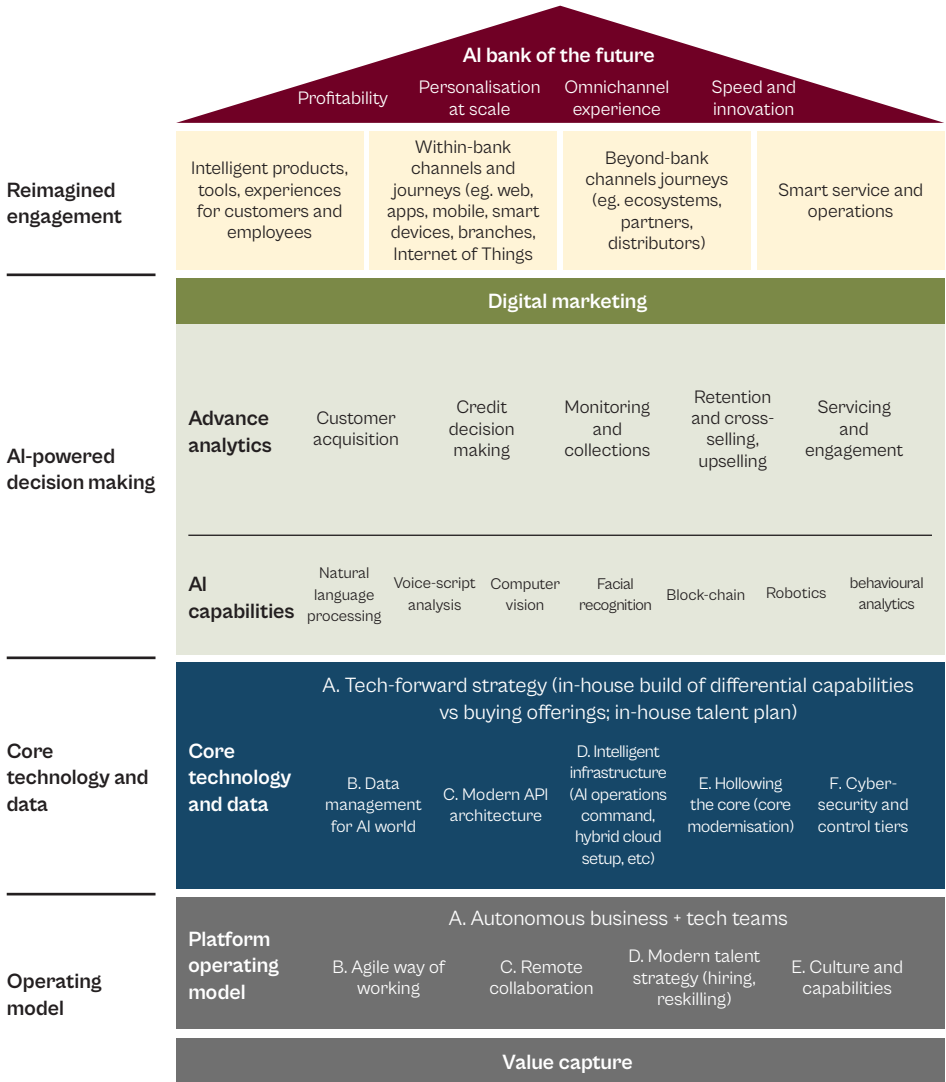 AI bank of the future
Profitability
Personalisation
at scale
Omnichannel
experience
Speed and
innovation
Reimagined
engagement
Intelligent products,
tools, experiences
for customers and
employees
Within-bank
channels and
journeys (eg. web,
apps, mobile, smart
devices, branches,
Internet of Things
Beyond-bank
channels journeys
(eg. ecosystems,
partners,
distributors)
Smart service and
operations
AI-powered
decision making
Digital marketing
Advance
analytics
Customer
acquisition
Credit
decision
making
Monitoring
and
collections
Retention
and cross-
selling,
upselling
Servicing
and
engagement
AI
capabilities
Natural
language
processing
Voice-script
analysis
Computer
vision
Facial
recognition
Block-chain
Robotics
behavioural
analytics
Core
technology and
data
A. Tech-forward strategy (in-house build of differential capabilities
vs buying offerings; in-house talent plan)
Core
technology
and data
B. Data
management
for AI world
C. Modern API
architecture
D. Intelligent
infrastructure
(AI operations
command,
hybrid cloud
setup, etc)
E. Hollowing
the core (core
modernisation)
F. Cyber-
security and
control tiers
Operating
model
A. Autonomous business + tech teams
Platform
operating
model
B. Agile way of
working
C. Remote
collaboration
D. Modern talent
strategy (hiring,
reskilling)
E. Culture and
capabilities
Value capture